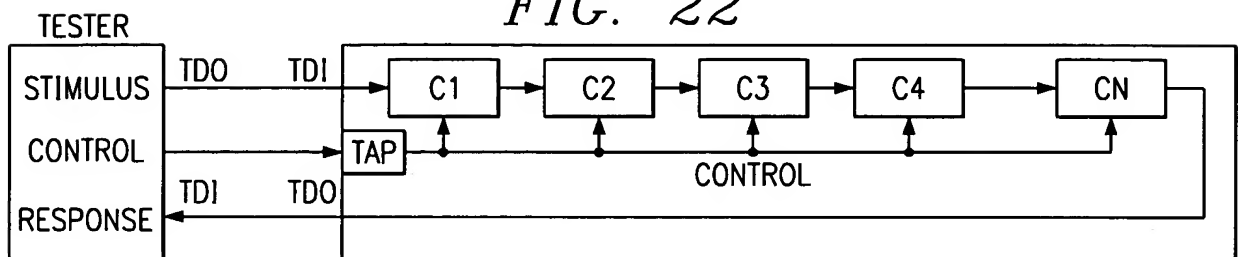 FIG. 22
TESTER
STIMULUS TDO TDI C1 C2 C3 C4 CN
CONTROL TAP
CONTROL
RESPONSE TDI TDO